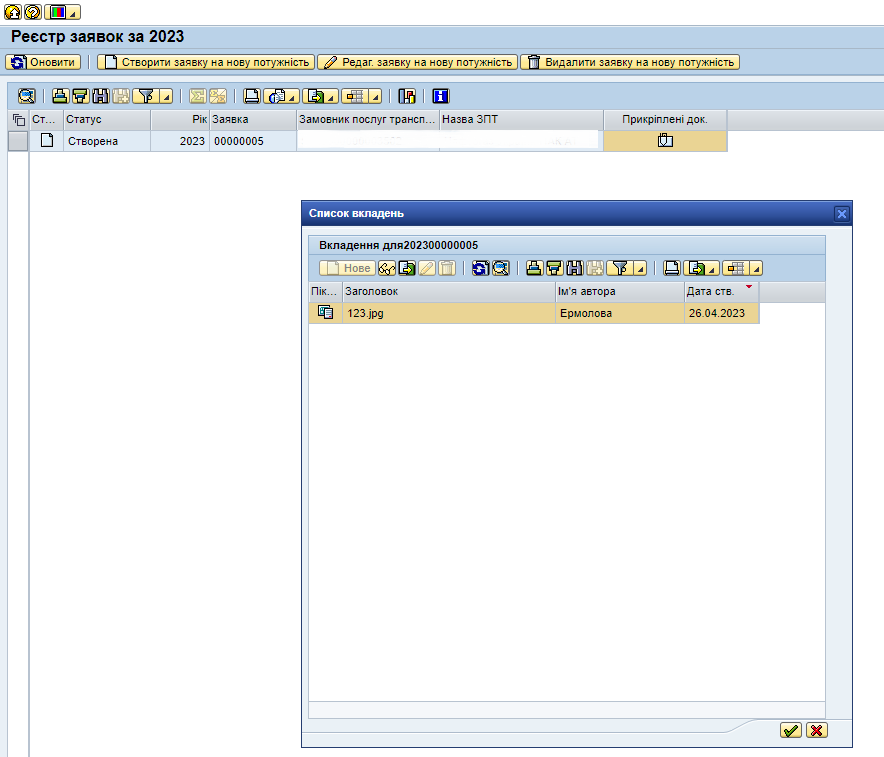 Реєстр заявок за 2023
Оновити Створити заявку на нову потужність Редаг. заявку на нову потужність Видалити заявку на нову потужність
Ст... Статус Рік Заявка Замовник послуг трансп... Назва ЗПТ Прикріплені док.
Створена 2023 00000005
Список вкладень
Вкладення для202300000005
Нове
Пік... Заголовок Ім'я автора Дата ств.
123.jpg Ермолова 26.04.2023